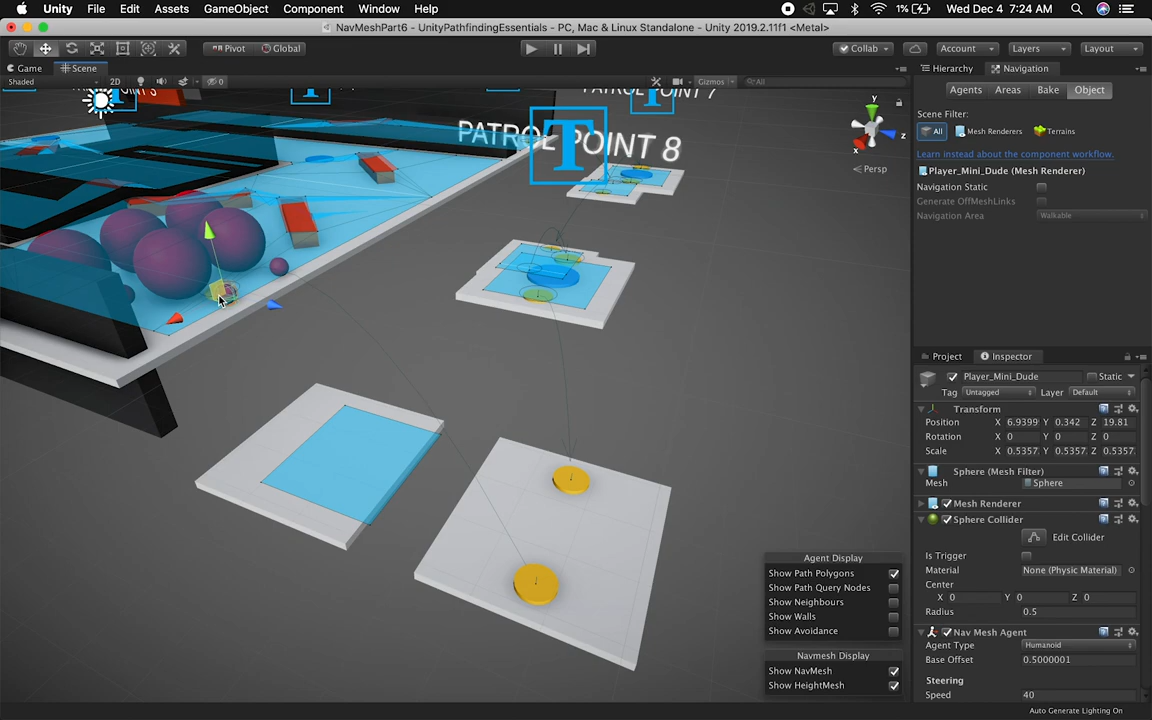 Unity File Edit Assets GameObject Component Window Help 1% Wed Dec 4 7:24 AM
NavMeshPart6 - UnityPathfindingEssentials - PC, Mac & Linux Standalone - Unity 2019.2.11f1 <Metal>
Pivot Global Collab Account Layers Layout
Game Scene Hierarchy Navigation
Shaded 2D 0 Gizmos All
Agents Areas Bake Object
Scene Filter:
All Mesh Renderers Terrains
Learn instead about the component workflow.
Player_Mini_Dude (Mesh Renderer)
Navigation Static
Generate OffMeshLinks
Navigation Area Walkable
y
z
x
Persp
T
PATROL POINT 8
Project Inspector
Player_Mini_Dude Static
Tag Untagged Layer Default
Transform
Position X 6.9399 Y 0.342 Z 19.81
Rotation X 0 Y 0 Z 0
Scale X 0.5357 Y 0.5357 Z 0.5357
Sphere (Mesh Filter)
Mesh Sphere
Mesh Renderer
Sphere Collider
Edit Collider
Is Trigger
Material None (Physic Material)
Center
X 0 Y 0 Z 0
Radius 0.5
Nav Mesh Agent
Agent Type Humanoid
Base Offset 0.5000001
Steering
Speed 40
Agent Display
Show Path Polygons
Show Path Query Nodes
Show Neighbours
Show Walls
Show Avoidance
Navmesh Display
Show NavMesh
Show HeightMesh
Auto Generate Lighting On